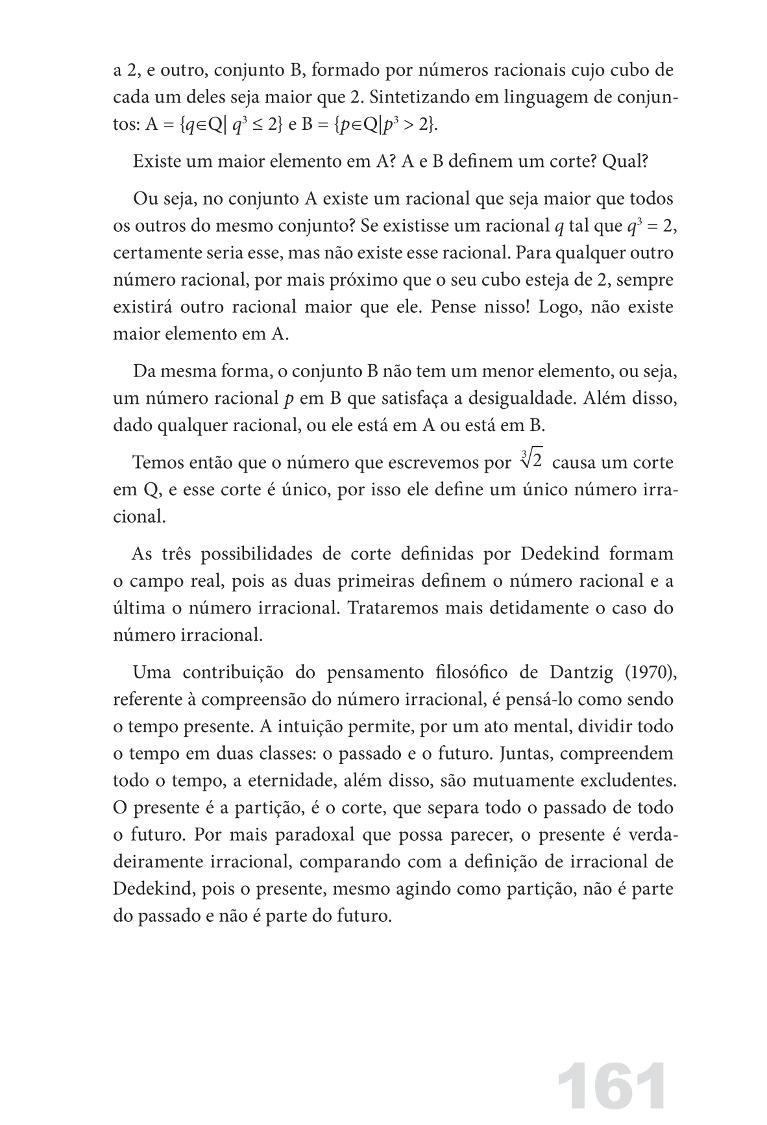 a 2, e outro, conjunto B, formado por números racionais cujo cubo de
cada um deles seja maior que 2. Sintetizando em linguagem de conjun-
tos: A = {q∈Q| q³ ≤ 2} e B = {p∈Q|p³ > 2}.
Existe um maior elemento em A? A e B definem um corte? Qual?
Ou seja, no conjunto A existe um racional que seja maior que todos
os outros do mesmo conjunto? Se existisse um racional q tal que q³ = 2,
certamente seria esse, mas não existe esse racional. Para qualquer outro
número racional, por mais próximo que o seu cubo esteja de 2, sempre
existirá outro racional maior que ele. Pense nisso! Logo, não existe
maior elemento em A.
Da mesma forma, o conjunto B não tem um menor elemento, ou seja,
um número racional p em B que satisfaça a desigualdade. Além disso,
dado qualquer racional, ou ele está em A ou está em B.
Temos então que o número que escrevemos por ∛2 causa um corte
em Q, e esse corte é único, por isso ele define um único número irra-
cional.
As três possibilidades de corte definidas por Dedekind formam
o campo real, pois as duas primeiras definem o número racional e a
última o número irracional. Trataremos mais detidamente o caso do
número irracional.
Uma contribuição do pensamento filosófico de Dantzig (1970),
referente à compreensão do número irracional, é pensá-lo como sendo
o tempo presente. A intuição permite, por um ato mental, dividir todo
o tempo em duas classes: o passado e o futuro. Juntas, compreendem
todo o tempo, a eternidade, além disso, são mutuamente excludentes.
O presente é a partição, é o corte, que separa todo o passado de todo
o futuro. Por mais paradoxal que possa parecer, o presente é verda-
deiramente irracional, comparando com a definição de irracional de
Dedekind, pois o presente, mesmo agindo como partição, não é parte
do passado e não é parte do futuro.
161